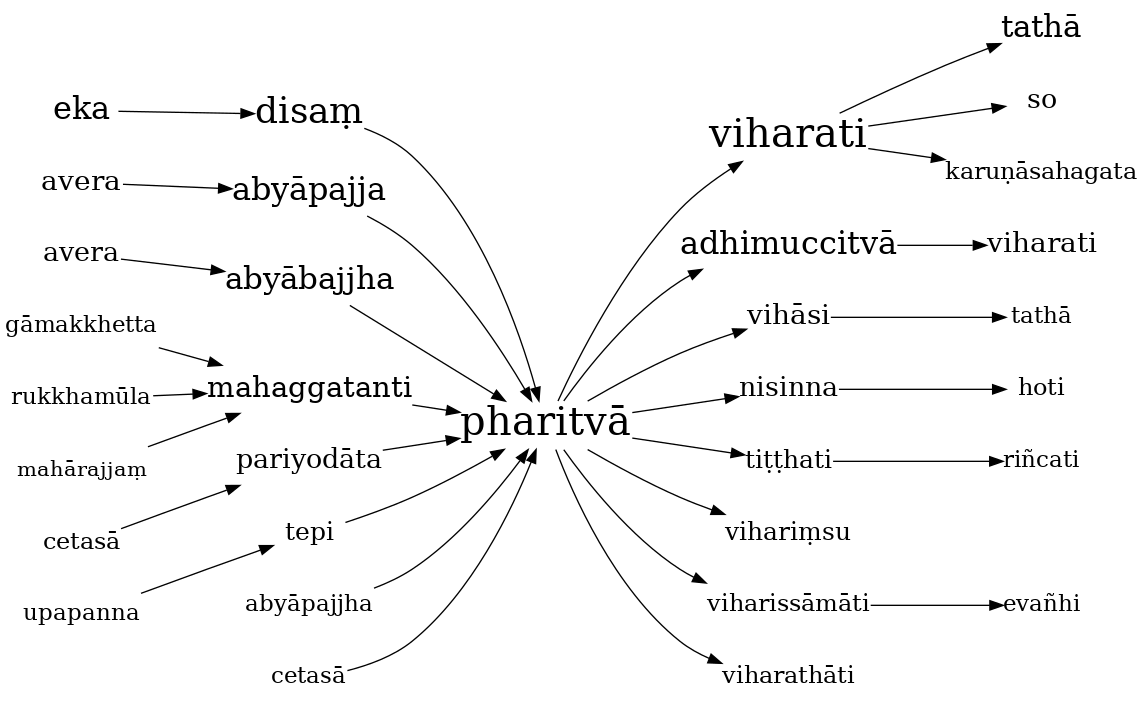 eka
avera
avera
gāmakkhetta
rukkhamūla
mahārajjaṃ
cetasā
upapanna
disaṃ
abyāpajja
abyābajjha
mahaggatanti
pariyodāta
tepi
abyāpajjha
cetasā
pharitvā
viharati
adhimuccitvā
vihāsi
nisinna
tiṭṭhati
vihariṃsu
viharissāmāti
viharathāti
tathā
so
karuṇāsahagata
viharati
tathā
hoti
riñcati
evañhi